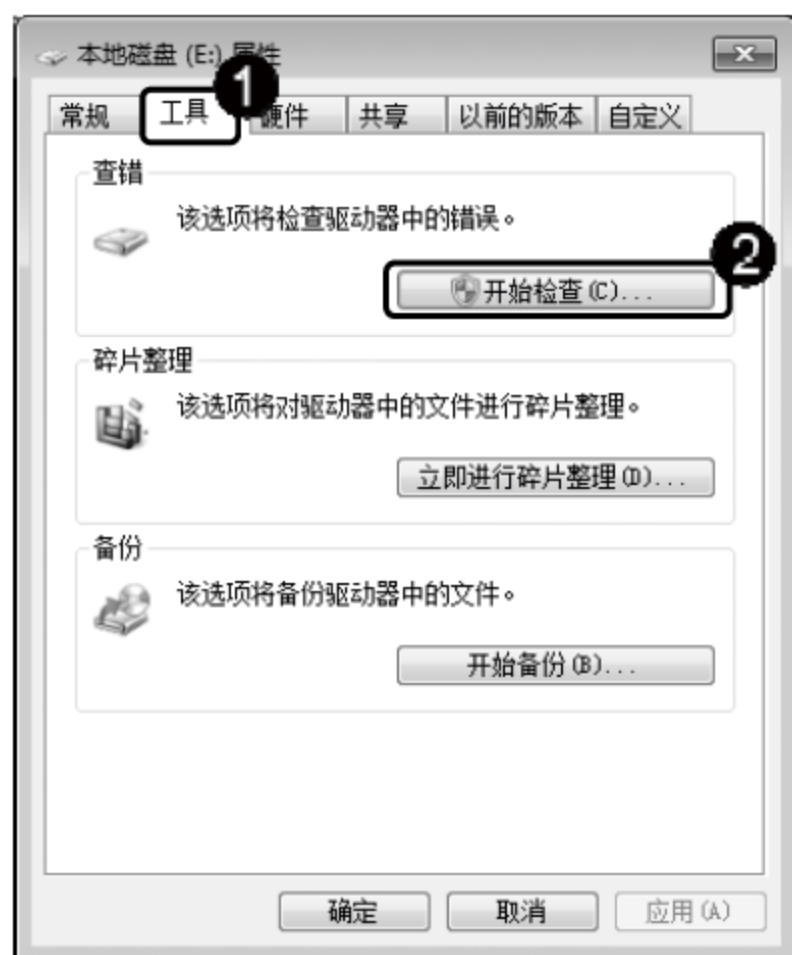 本地磁盘 (E:) 属性
1
常规 工具 硬件 共享 以前的版本 自定义
查错
该选项将检查驱动器中的错误。
2
开始检查(C)...
碎片整理
该选项将对驱动器中的文件进行碎片整理。
立即进行碎片整理(D)...
备份
该选项将备份驱动器中的文件。
开始备份(B)...
确定 取消 应用(A)